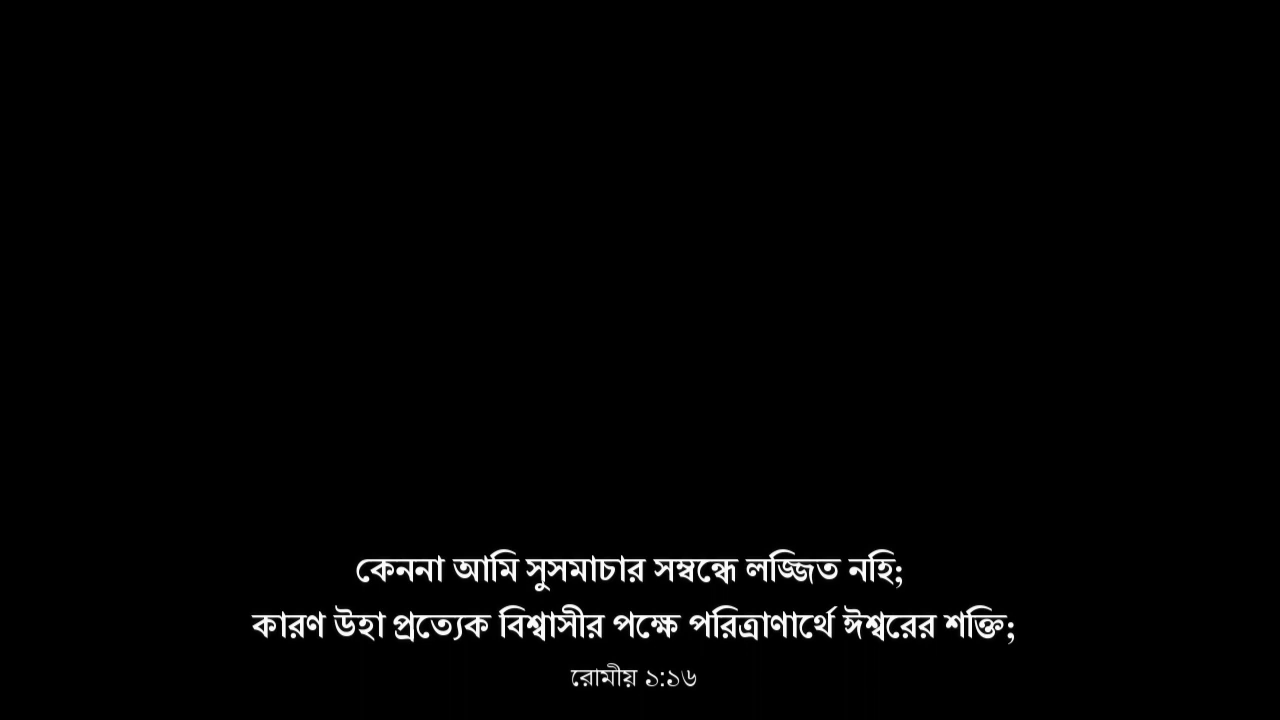 কেননা আমি সুসমাচার সম্বন্ধে লজ্জিত নহি;
কারণ উহা প্রত্যেক বিশ্বাসীর পক্ষে পরিত্রাণার্থে ঈশ্বরের শক্তি;
রোমীয় ১:১৬